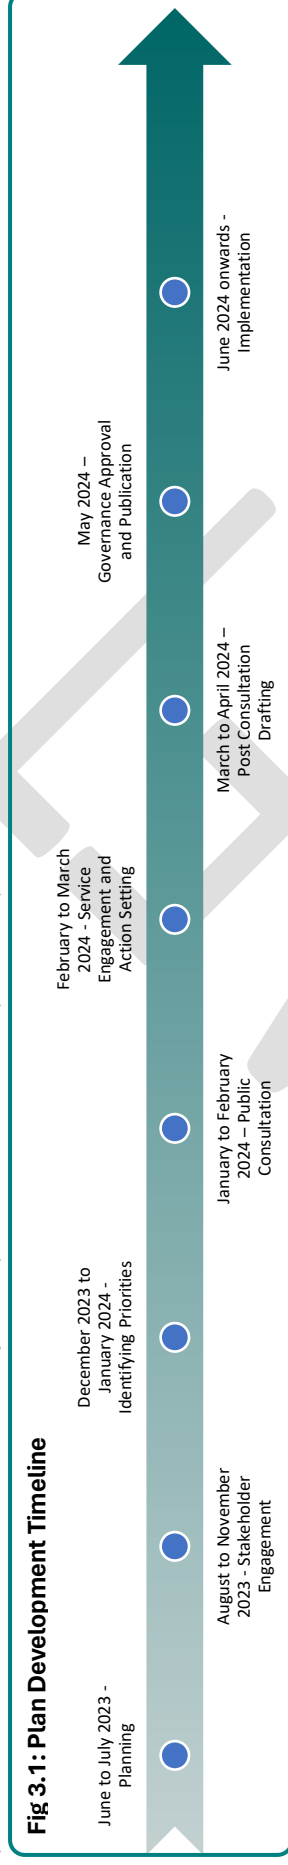 Fig 3.1: Plan Development Timeline
June to July 2023 -
Planning
August to November
2023 - Stakeholder
Engagement
December 2023 to
January 2024 -
Identifying Priorities
January to February
2024 – Public
Consultation
February to March
2024 - Service
Engagement and
Action Setting
March to April 2024 –
Post Consultation
Drafting
May 2024 –
Governance Approval
and Publication
June 2024 onwards -
Implementation